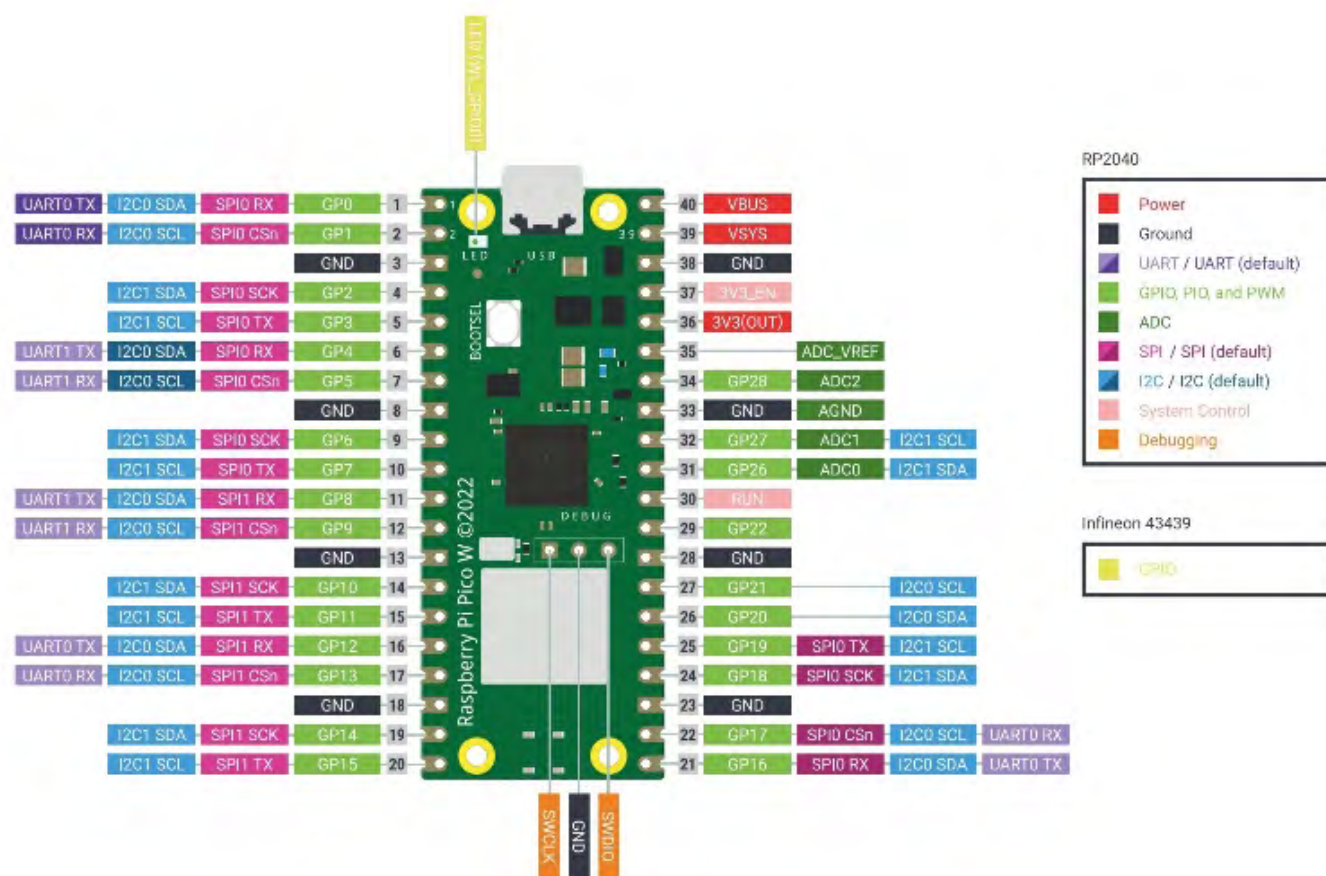 LED (WL_GPIO0)
UART0 TX I2C0 SDA SPI0 RX GP0 1 40 VBUS
UART0 RX I2C0 SCL SPI0 CSn GP1 2 39 VSYS
GND 3 38 GND
I2C1 SDA SPI0 SCK GP2 4 37 3V3_EN
I2C1 SCL SPI0 TX GP3 5 36 3V3(OUT)
UART1 TX I2C0 SDA SPI0 RX GP4 6 35 ADC_VREF
UART1 RX I2C0 SCL SPI0 CSn GP5 7 34 GP28 ADC2
GND 8 33 GND AGND
I2C1 SDA SPI0 SCK GP6 9 32 GP27 ADC1 I2C1 SCL
I2C1 SCL SPI0 TX GP7 10 31 GP26 ADC0 I2C1 SDA
UART1 TX I2C0 SDA SPI1 RX GP8 11 30 RUN
UART1 RX I2C0 SCL SPI1 CSn GP9 12 29 GP22
GND 13 28 GND
I2C1 SDA SPI1 SCK GP10 14 27 GP21 I2C0 SCL
I2C1 SCL SPI1 TX GP11 15 26 GP20 I2C0 SDA
UART0 TX I2C0 SDA SPI1 RX GP12 16 25 GP19 SPI0 TX I2C1 SCL
UART0 RX I2C0 SCL SPI1 CSn GP13 17 24 GP18 SPI0 SCK I2C1 SDA
GND 18 23 GND
I2C1 SDA SPI1 SCK GP14 19 22 GP17 SPI0 CSn I2C0 SCL UART0 RX
I2C1 SCL SPI1 TX GP15 20 21 GP16 SPI0 RX I2C0 SDA UART0 TX
1
2
39
LED
USB
BOOTSEL
DEBUG
Raspberry Pi Pico W ©2022
SWCLK
GND
SWDIO
RP2040
Power
Ground
UART / UART (default)
GPIO, PIO, and PWM
ADC
SPI / SPI (default)
I2C / I2C (default)
System Control
Debugging
Infineon 43439
GPIO